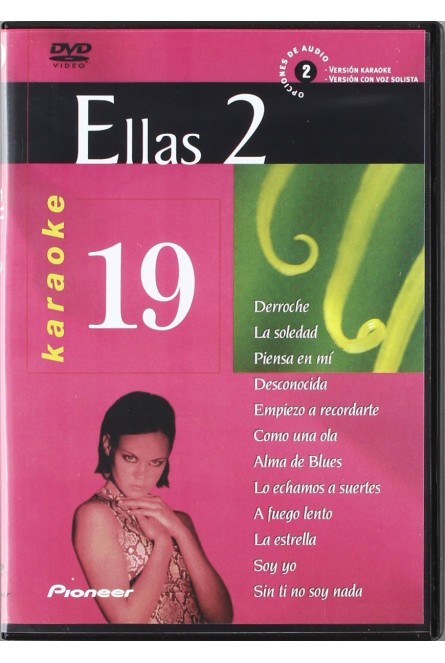 DVD
VIDEO
OPCIONES DE AUDIO
2
- VERSIÓN KARAOKE
- VERSIÓN CON VOZ SOLISTA
Ellas 2
karaoke
19
Derroche
La soledad
Piensa en mí
Desconocida
Empiezo a recordarte
Como una ola
Alma de Blues
Lo echamos a suertes
A fuego lento
La estrella
Soy yo
Sin ti no soy nada
Pioneer